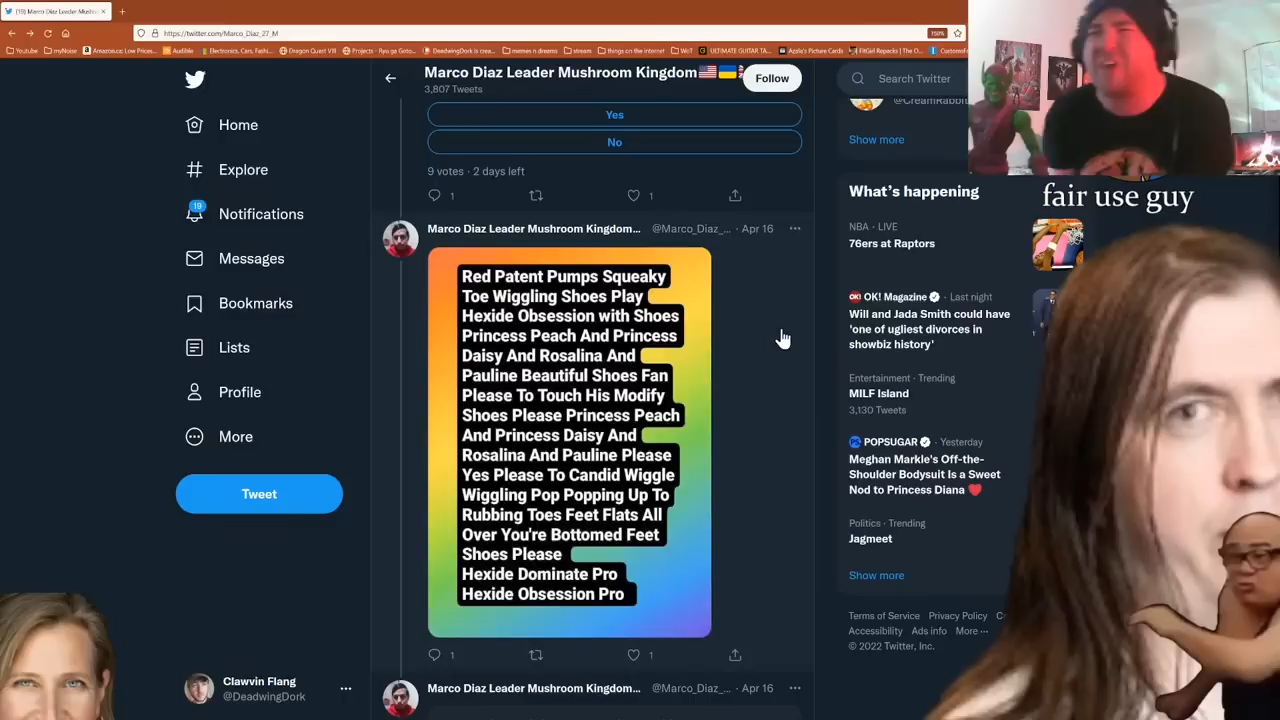 (19) Marco Diaz Leader Mushroo
https://twitter.com/Marco_Diaz_27_M
750%
Youtube
myNoise
Amazon.ca: Low Prices...
Audible
Electronics, Cars, Fashi...
Dragon Quest VIII
Projects - Ryu ga Goto...
DeadwingDork is crea...
memes n dreams
stream
things on the internet
WoT
ULTIMATE GUITAR TA...
Azala's Picture Cards
FitGirl Repacks | The O...
Marco Diaz Leader Mushroom Kingdom🇺🇸🇺🇦
3,807 Tweets
Follow
Search Twitter
Home
Explore
19
Notifications
Messages
Bookmarks
Lists
Profile
More
Tweet
Clawvin Flang
@DeadwingDork
Yes
No
9 votes · 2 days left
1
1
Marco Diaz Leader Mushroom Kingdom... @Marco_Diaz_... · Apr 16
Red Patent Pumps Squeaky
Toe Wiggling Shoes Play
Hexide Obsession with Shoes
Princess Peach And Princess
Daisy And Rosalina And
Pauline Beautiful Shoes Fan
Please To Touch His Modify
Shoes Please Princess Peach
And Princess Daisy And
Rosalina And Pauline Please
Yes Please To Candid Wiggle
Wiggling Pop Popping Up To
Rubbing Toes Feet Flats All
Over You're Bottomed Feet
Shoes Please
Hexide Dominate Pro
Hexide Obsession Pro
1
1
Marco Diaz Leader Mushroom Kingdom... @Marco_Diaz_... · Apr 16
@CreamRabbi
Show more
What's happening
NBA · LIVE
76ers at Raptors
OK! Magazine · Last night
Will and Jada Smith could have
'one of ugliest divorces in
showbiz history'
Entertainment · Trending
MILF Island
3,130 Tweets
POPSUGAR · Yesterday
Meghan Markle's Off-the-
Shoulder Bodysuit Is a Sweet
Nod to Princess Diana ❤️
Politics · Trending
Jagmeet
Show more
Terms of Service Privacy Policy
Accessibility Ads info More ···
© 2022 Twitter, Inc.
fair use guy